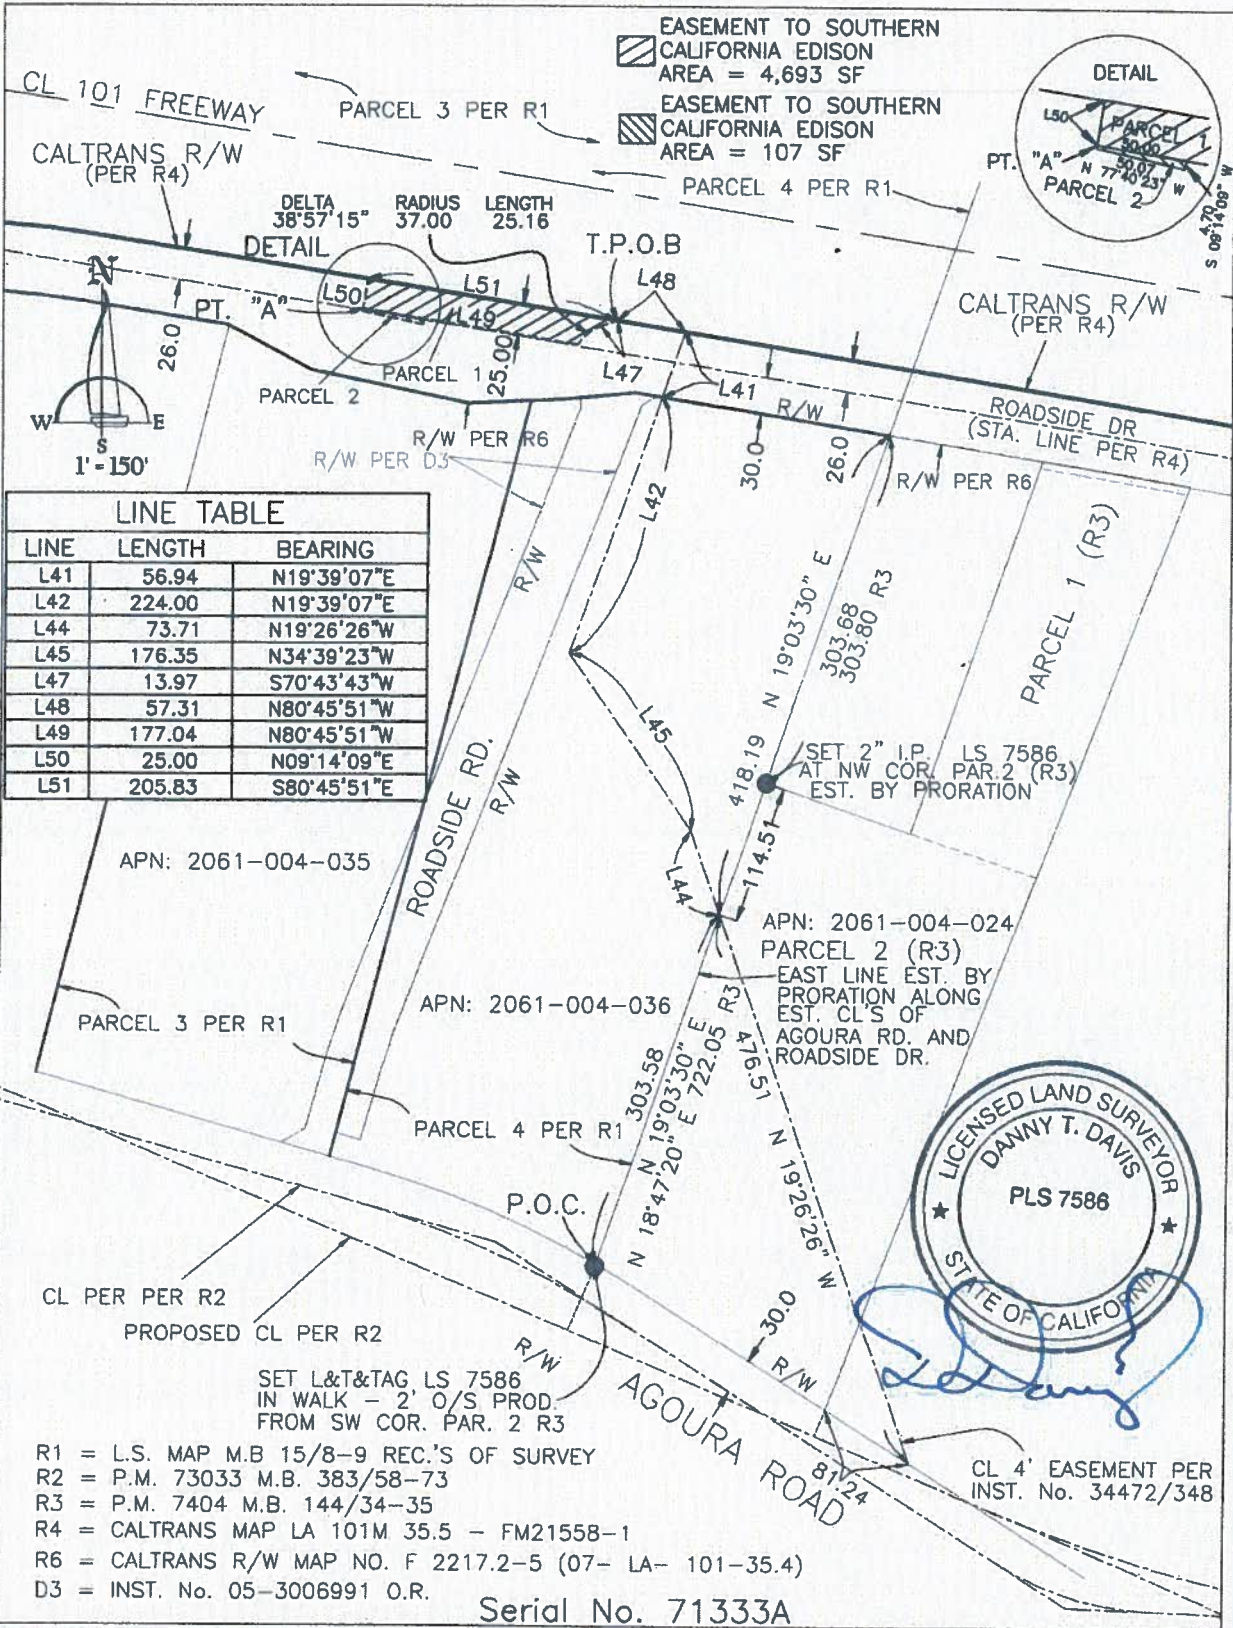 EASEMENT TO SOUTHERN
CALIFORNIA EDISON
AREA = 4,693 SF
EASEMENT TO SOUTHERN
CALIFORNIA EDISON
AREA = 107 SF
DETAIL
L50
PARCEL 1
50.00
50.07
N 77°40'23" W
PT. "A"
PARCEL 2
4.70
S 09°14'09" W
CL 101 FREEWAY
PARCEL 3 PER R1
CALTRANS R/W
(PER R4)
PARCEL 4 PER R1
DELTA RADIUS LENGTH
38°57'15" 37.00 25.16
DETAIL
T.P.O.B
L48
L51
L50
L49
PT. "A"
N
26.0
25.00
PARCEL 1
PARCEL 2
L47
L41
CALTRANS R/W
(PER R4)
ROADSIDE DR
(STA. LINE PER R4)
R/W
W E
S
1' = 150'
R/W PER R6
R/W PER D3
30.0
26.0
R/W PER R6
L42
R/W
LINE TABLE
LINE LENGTH BEARING
L41 56.94 N19°39'07"E
L42 224.00 N19°39'07"E
L44 73.71 N19°26'26"W
L45 176.35 N34°39'23"W
L47 13.97 S70°43'43"W
L48 57.31 N80°45'51"W
L49 177.04 N80°45'51"W
L50 25.00 N09°14'09"E
L51 205.83 S80°45'51"E
N 19°03'30" E
303.68
303.80 R3
418.19
PARCEL 1 (R3)
L45
SET 2" I.P. LS 7586
AT NW COR. PAR.2 (R3)
EST. BY PRORATION
ROADSIDE RD.
R/W
APN: 2061-004-035
L44
114.51
APN: 2061-004-024
PARCEL 2 (R3)
EAST LINE EST. BY
PRORATION ALONG
EST. CL'S OF
AGOURA RD. AND
ROADSIDE DR.
APN: 2061-004-036
PARCEL 3 PER R1
303.58
N 19°03'30" E
N 18°47'20" E 722.05 R3
476.51 N 19°26'26" W
PARCEL 4 PER R1
LICENSED LAND SURVEYOR
DANNY T. DAVIS
PLS 7586
STATE OF CALIFORNIA
P.O.C.
CL PER PER R2
PROPOSED CL PER R2
R/W
30.0
R/W
SET L&T&TAG LS 7586
IN WALK - 2' O/S PROD.
FROM SW COR. PAR. 2 R3
AGOURA ROAD
81.24
CL 4' EASEMENT PER
INST. No. 34472/348
R1 = L.S. MAP M.B 15/8-9 REC.'S OF SURVEY
R2 = P.M. 73033 M.B. 383/58-73
R3 = P.M. 7404 M.B. 144/34-35
R4 = CALTRANS MAP LA 101M 35.5 - FM21558-1
R6 = CALTRANS R/W MAP NO. F 2217.2-5 (07- LA- 101-35.4)
D3 = INST. No. 05-3006991 O.R.
Serial No. 71333A